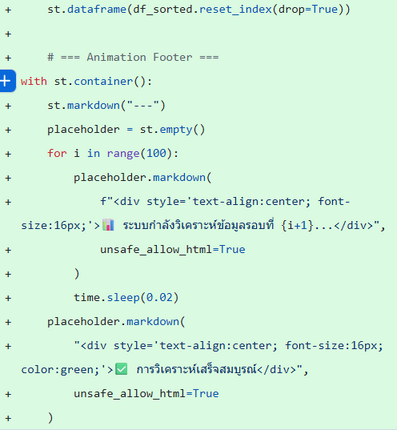 +     st.dataframe(df_sorted.reset_index(drop=True))
+
+     # === Animation Footer ===
+ with st.container():
+     st.markdown("---")
+     placeholder = st.empty()
+     for i in range(100):
+         placeholder.markdown(
+             f"<div style='text-align:center; font-
size:16px;'>📊 ระบบกำลังวิเคราะห์ข้อมูลรอบที่ {i+1}...</div>",
+             unsafe_allow_html=True
+         )
+         time.sleep(0.02)
+     placeholder.markdown(
+         "<div style='text-align:center; font-size:16px;
color:green;'>✅ การวิเคราะห์เสร็จสมบูรณ์</div>",
+         unsafe_allow_html=True
+     )